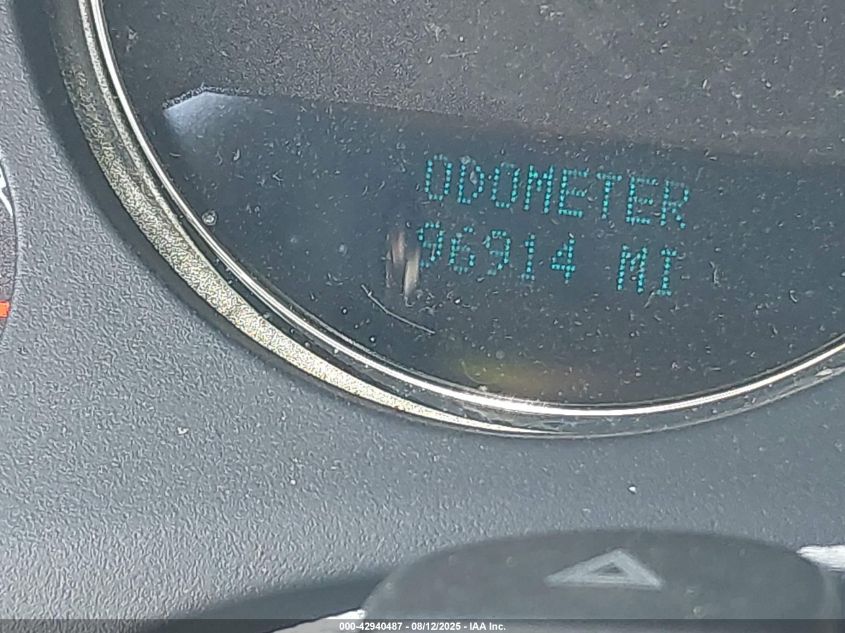 ODOMETER
96914 MI
000-42940487 - 08/12/2025 - IAA Inc.